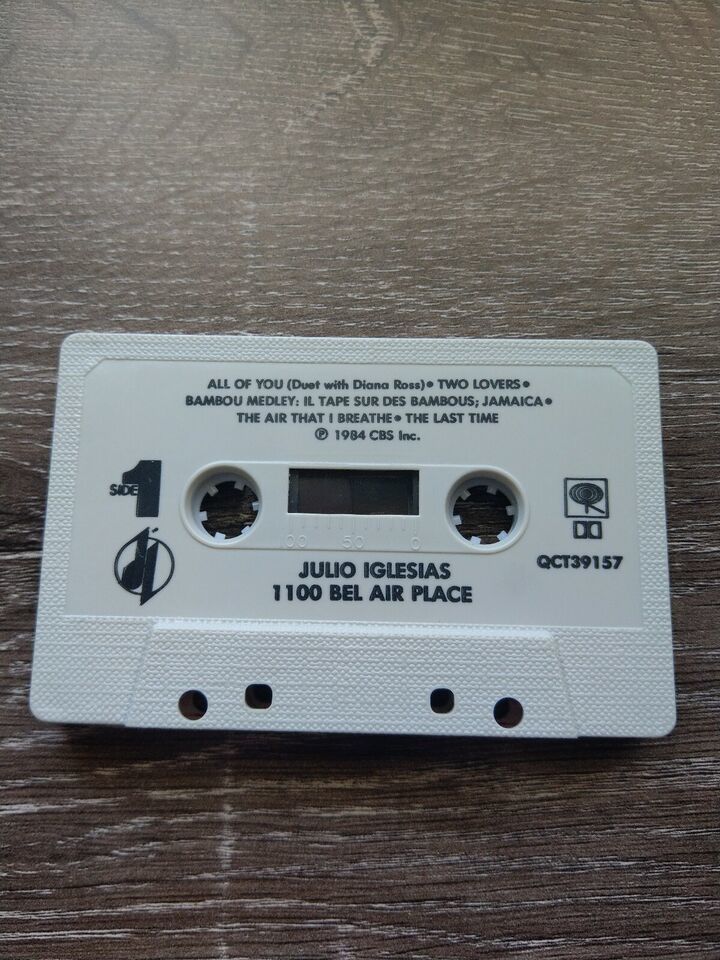 ALL OF YOU (Duet with Diana Ross)• TWO LOVERS•
BAMBOU MEDLEY: IL TAPE SUR DES BAMBOUS; JAMAICA•
THE AIR THAT I BREATHE• THE LAST TIME
℗ 1984 CBS Inc.
SIDE 1
100 50 0
QCT39157
JULIO IGLESIAS
1100 BEL AIR PLACE